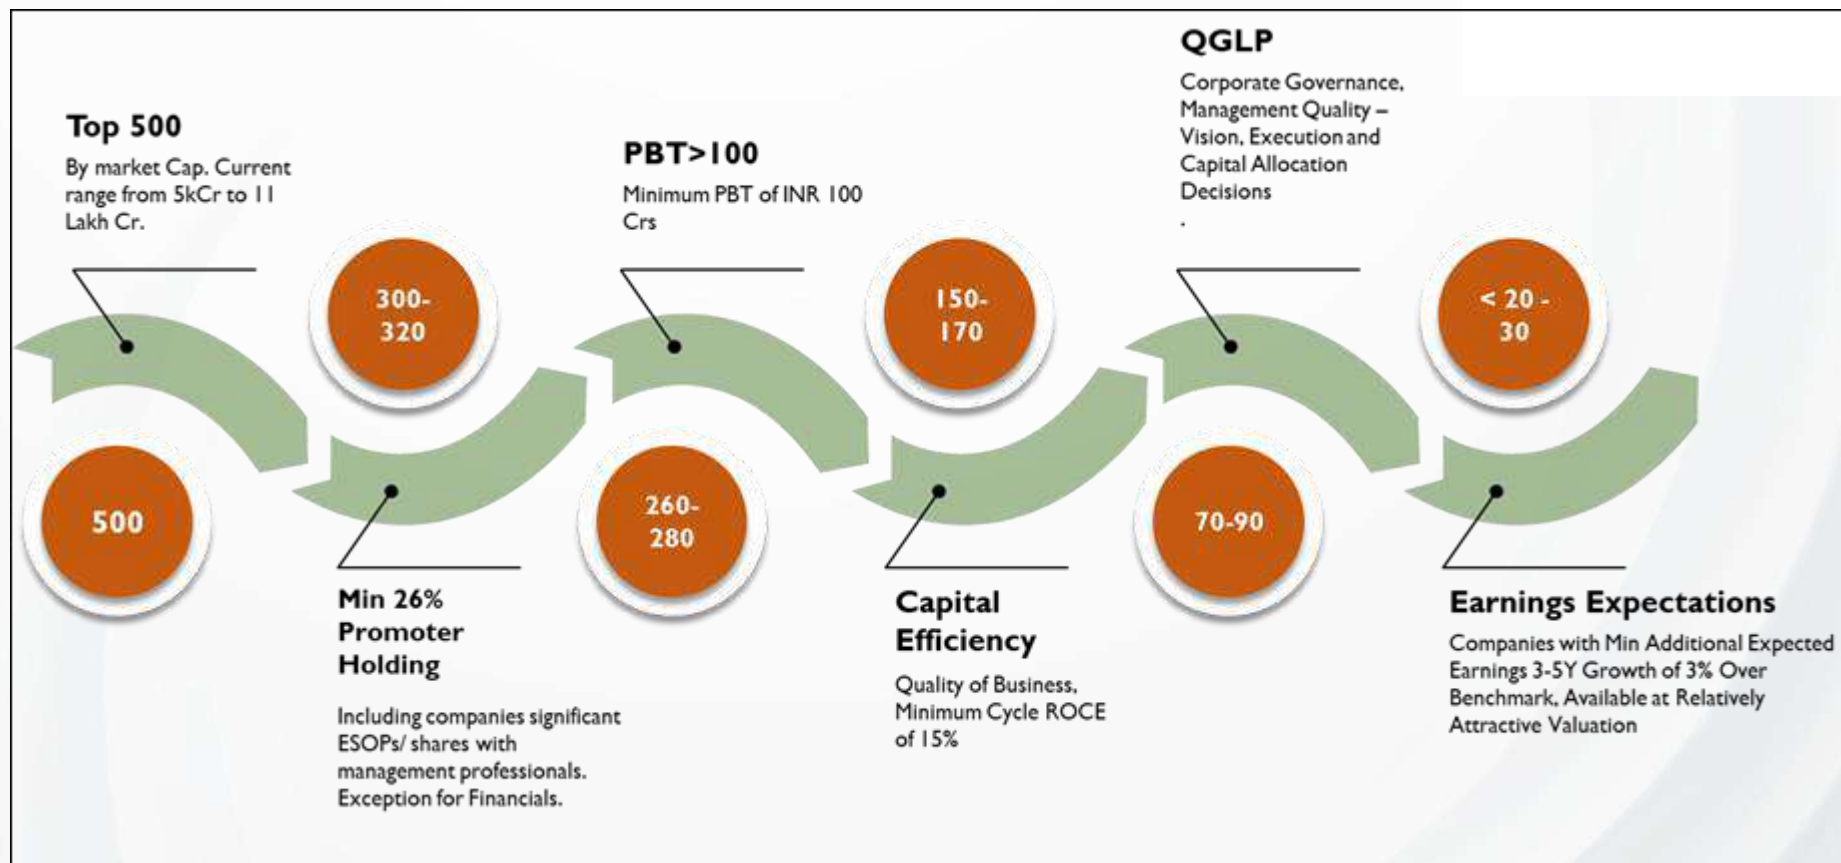 Top 500
By market Cap. Current
range from 5kCr to 11
Lakh Cr.
500
300-
320
Min 26%
Promoter
Holding
Including companies significant
ESOPs/ shares with
management professionals.
Exception for Financials.
PBT>100
Minimum PBT of INR 100
Crs
260-
280
150-
170
Capital
Efficiency
Quality of Business,
Minimum Cycle ROCE
of 15%
QGLP
Corporate Governance,
Management Quality –
Vision, Execution and
Capital Allocation
Decisions
.
70-90
< 20 -
30
Earnings Expectations
Companies with Min Additional Expected
Earnings 3-5Y Growth of 3% Over
Benchmark, Available at Relatively
Attractive Valuation